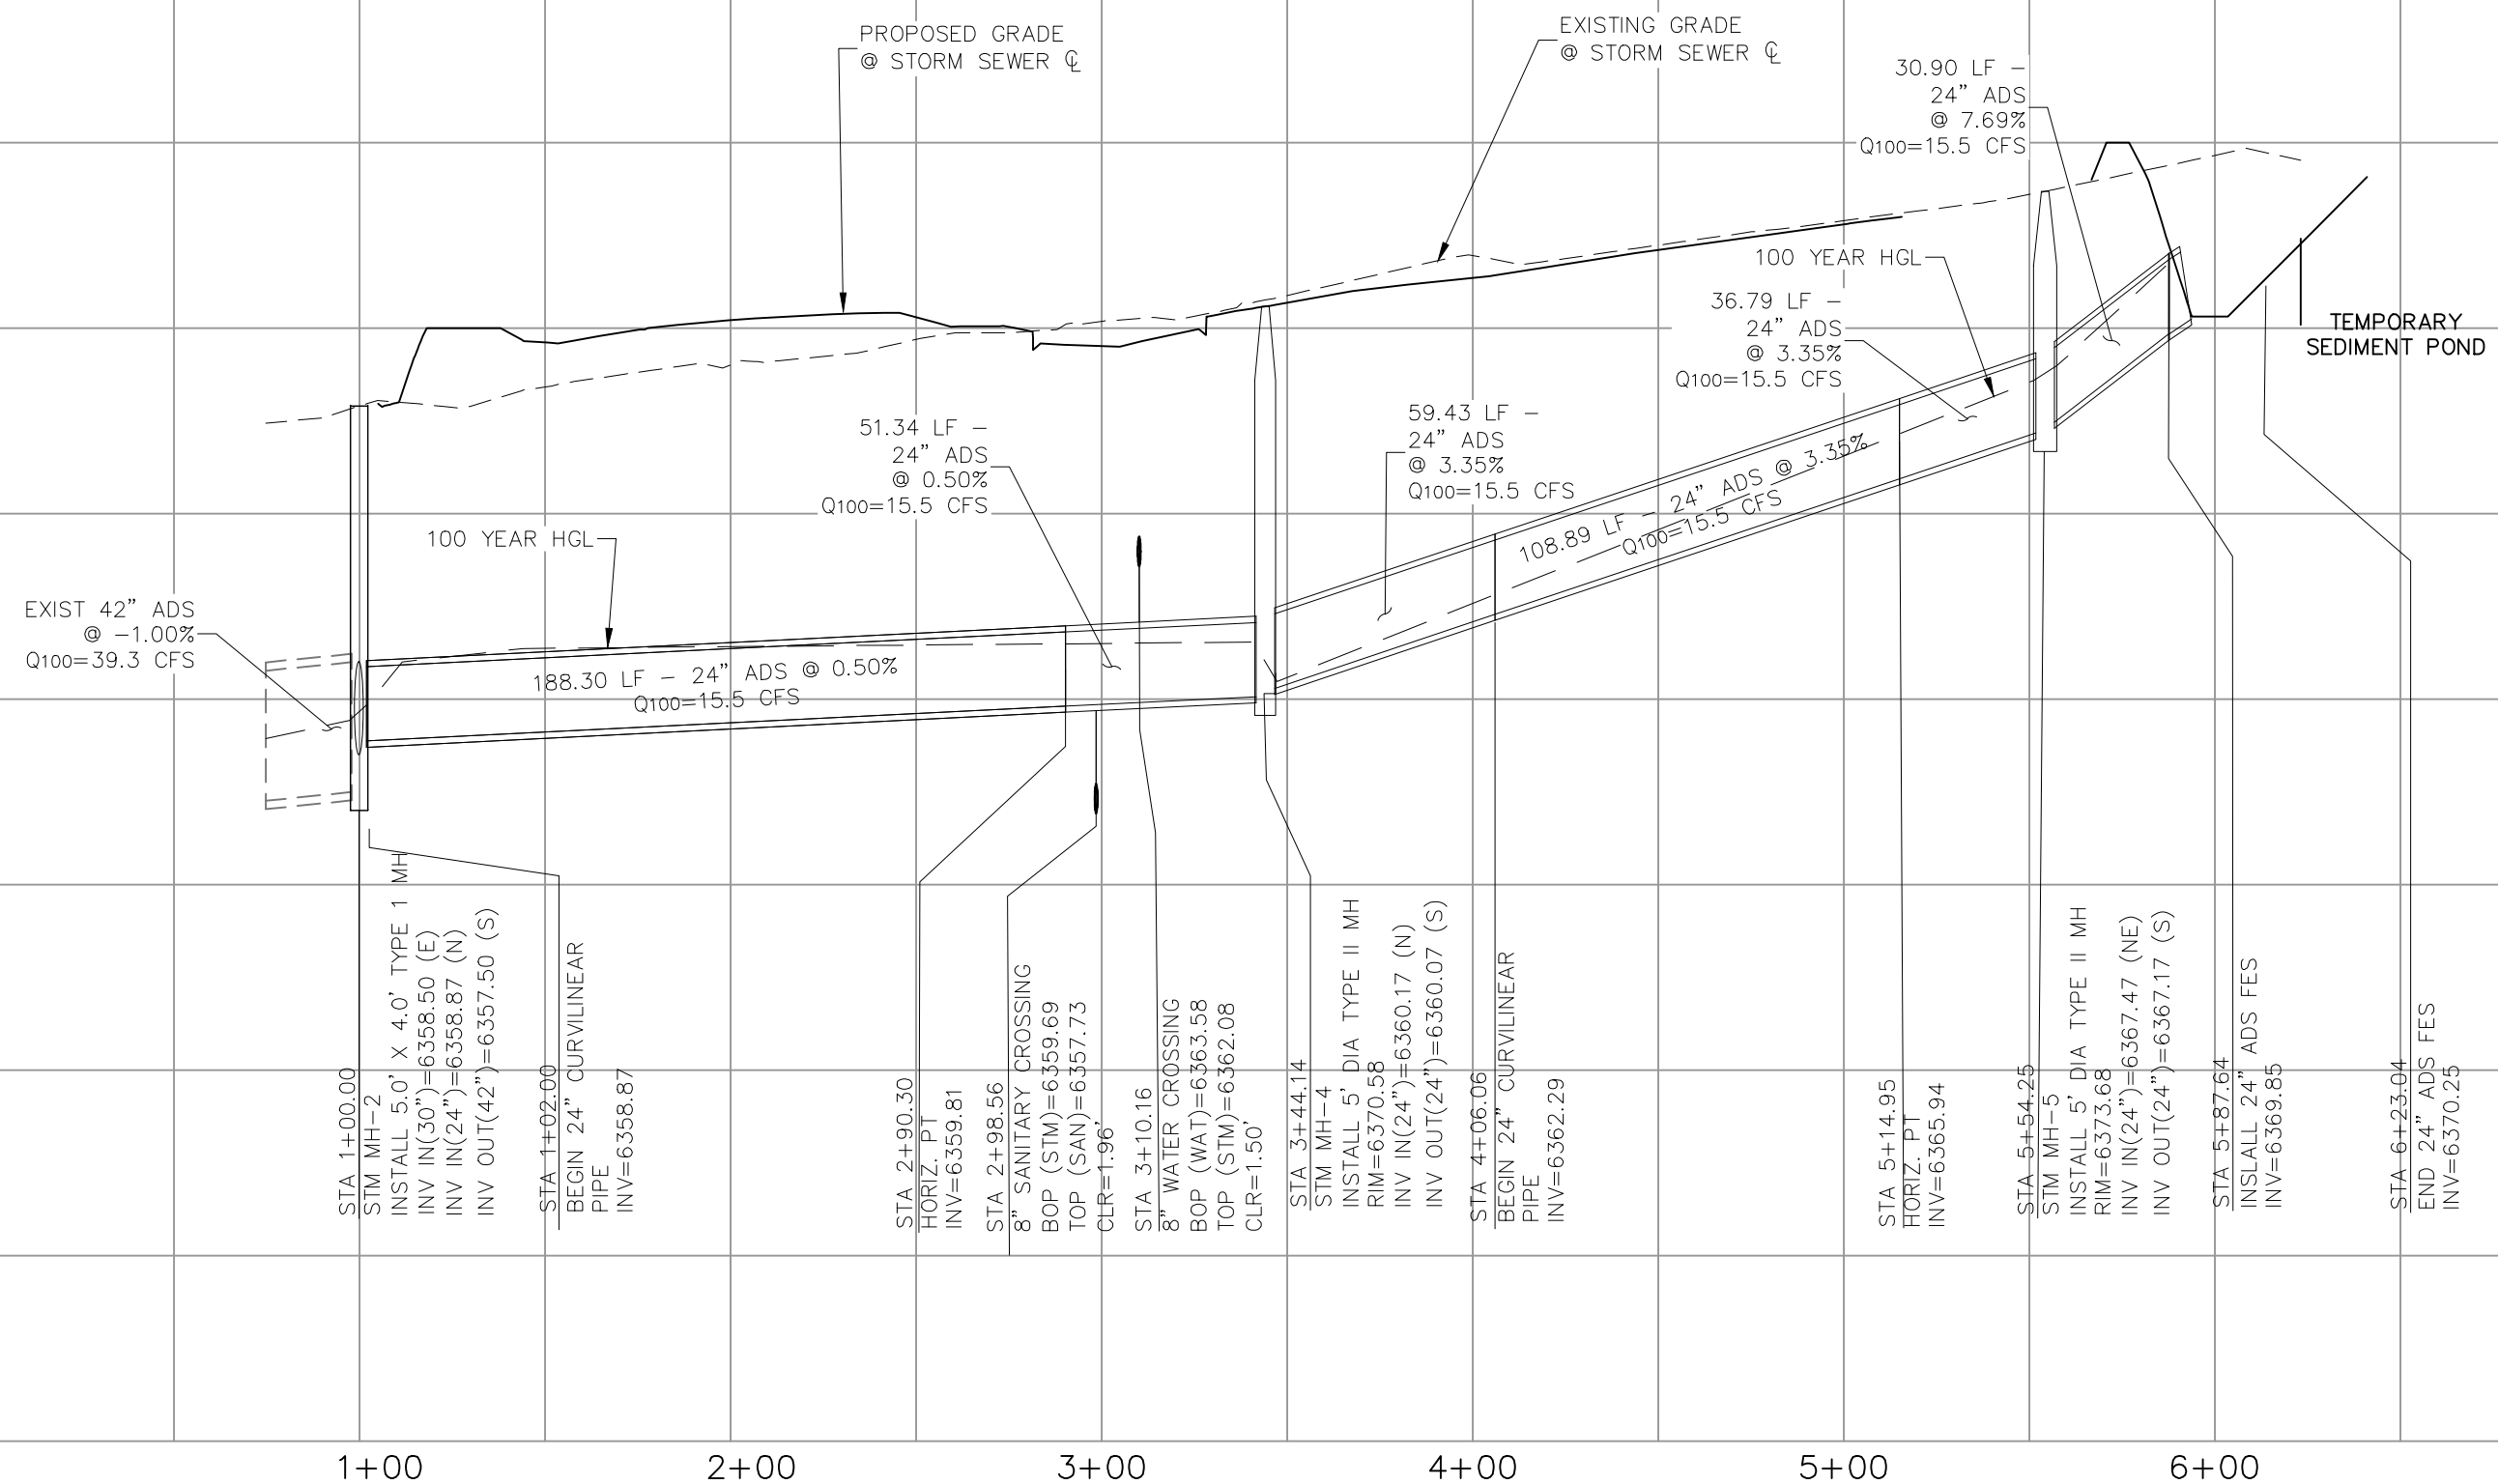 PROPOSED GRADE
@ STORM SEWER ℄
EXISTING GRADE
@ STORM SEWER ℄
30.90 LF –
24" ADS
@ 7.69%
Q100=15.5 CFS
100 YEAR HGL
36.79 LF –
24" ADS
@ 3.35%
Q100=15.5 CFS
TEMPORARY
SEDIMENT POND
59.43 LF –
24" ADS
@ 3.35%
Q100=15.5 CFS
51.34 LF –
24" ADS
@ 0.50%
Q100=15.5 CFS
108.89 LF – 24" ADS @ 3.35%
Q100=15.5 CFS
100 YEAR HGL
EXIST 42" ADS
@ –1.00%
Q100=39.3 CFS
188.30 LF – 24" ADS @ 0.50%
Q100=15.5 CFS
STA 1+00.00
STM MH–2
INSTALL 5.0' X 4.0' TYPE 1 MH
INV IN(30")=6358.50 (E)
INV IN(24")=6358.87 (N)
INV OUT(42")=6357.50 (S)
STA 1+02.00
BEGIN 24" CURVILINEAR
PIPE
INV=6358.87
STA 2+90.30
HORIZ. PT
INV=6359.81
STA 2+98.56
8" SANITARY CROSSING
BOP (STM)=6359.69
TOP (SAN)=6357.73
CLR=1.96'
STA 3+10.16
8" WATER CROSSING
BOP (WAT)=6363.58
TOP (STM)=6362.08
CLR=1.50'
STA 3+44.14
STM MH–4
INSTALL 5' DIA TYPE II MH
RIM=6370.58
INV IN(24")=6360.17 (N)
INV OUT(24")=6360.07 (S)
STA 4+06.06
BEGIN 24" CURVILINEAR
PIPE
INV=6362.29
STA 5+14.95
HORIZ. PT
INV=6365.94
STA 5+54.25
STM MH–5
INSTALL 5' DIA TYPE II MH
RIM=6373.68
INV IN(24")=6367.47 (NE)
INV OUT(24")=6367.17 (S)
STA 5+87.64
INSLALL 24" ADS FES
INV=6369.85
STA 6+23.04
END 24" ADS FES
INV=6370.25
1+00
2+00
3+00
4+00
5+00
6+00